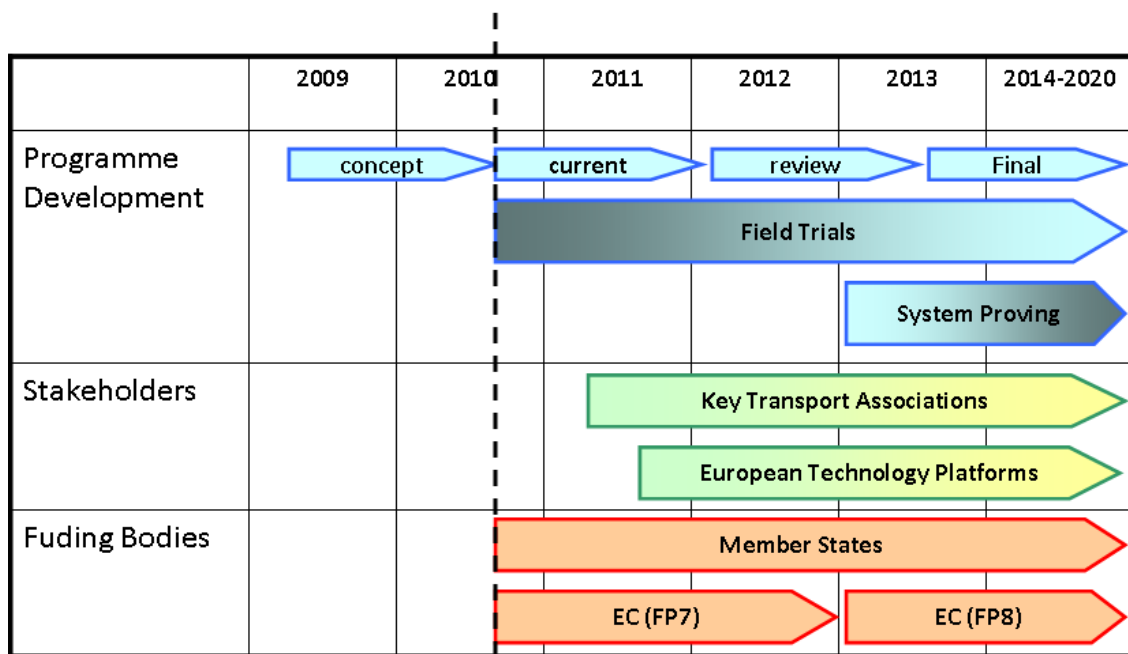 2009 2010 2011 2012 2013 2014-2020
Programme
Development
concept current review Final
Field Trials
System Proving
Stakeholders
Key Transport Associations
European Technology Platforms
Fuding Bodies
Member States
EC (FP7) EC (FP8)